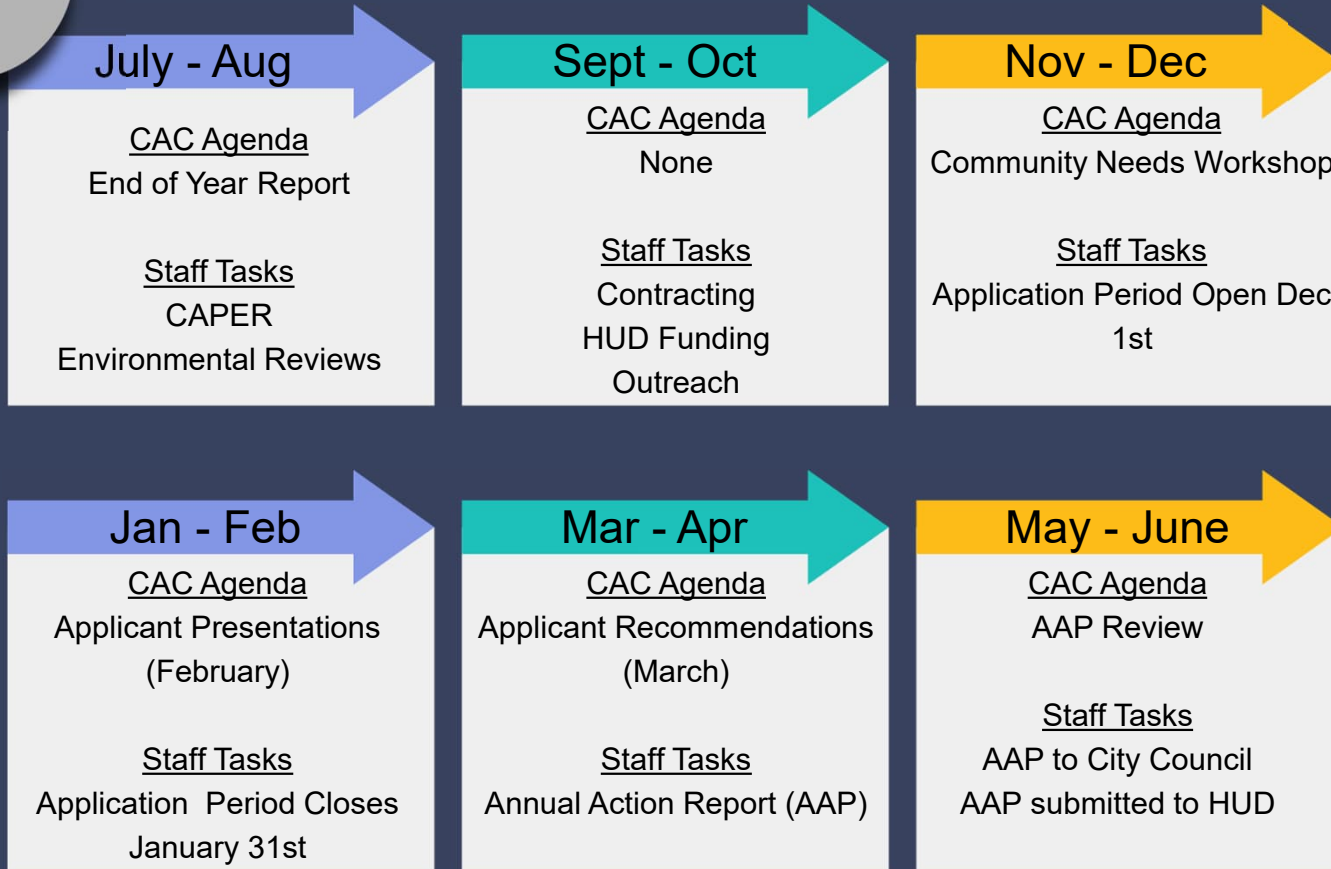 July - Aug
CAC Agenda
End of Year Report
Staff Tasks
CAPER
Environmental Reviews
Sept - Oct
CAC Agenda
None
Staff Tasks
Contracting
HUD Funding
Outreach
Nov - Dec
CAC Agenda
Community Needs Workshop
Staff Tasks
Application Period Open Dec
1st
Jan - Feb
CAC Agenda
Applicant Presentations
(February)
Staff Tasks
Application Period Closes
January 31st
Mar - Apr
CAC Agenda
Applicant Recommendations
(March)
Staff Tasks
Annual Action Report (AAP)
May - June
CAC Agenda
AAP Review
Staff Tasks
AAP to City Council
AAP submitted to HUD